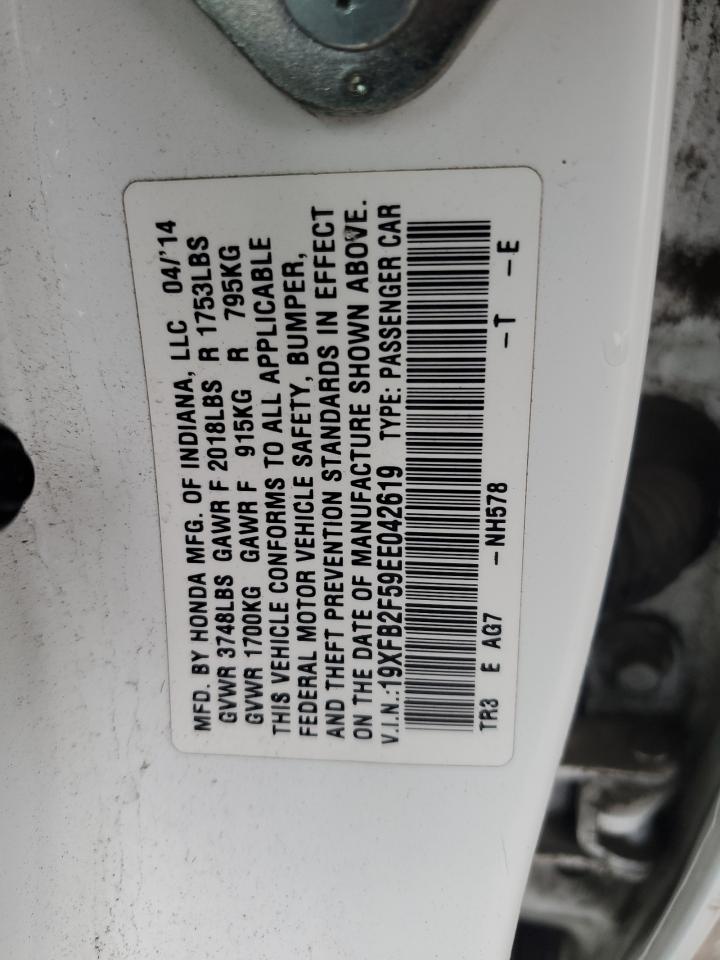 MFD. BY HONDA MFG. OF INDIANA, LLC 04/'14
GVWR 3748LBS GAWR F 2018LBS R 1753LBS
GVWR 1700KG GAWR F 915KG R 795KG
THIS VEHICLE CONFORMS TO ALL APPLICABLE
FEDERAL MOTOR VEHICLE SAFETY, BUMPER,
AND THEFT PREVENTION STANDARDS IN EFFECT
ON THE DATE OF MANUFACTURE SHOWN ABOVE.
V.I.N.:19XFB2F59EE042619 TYPE: PASSENGER CAR
TR3 E AG7 -NH578 -T -E